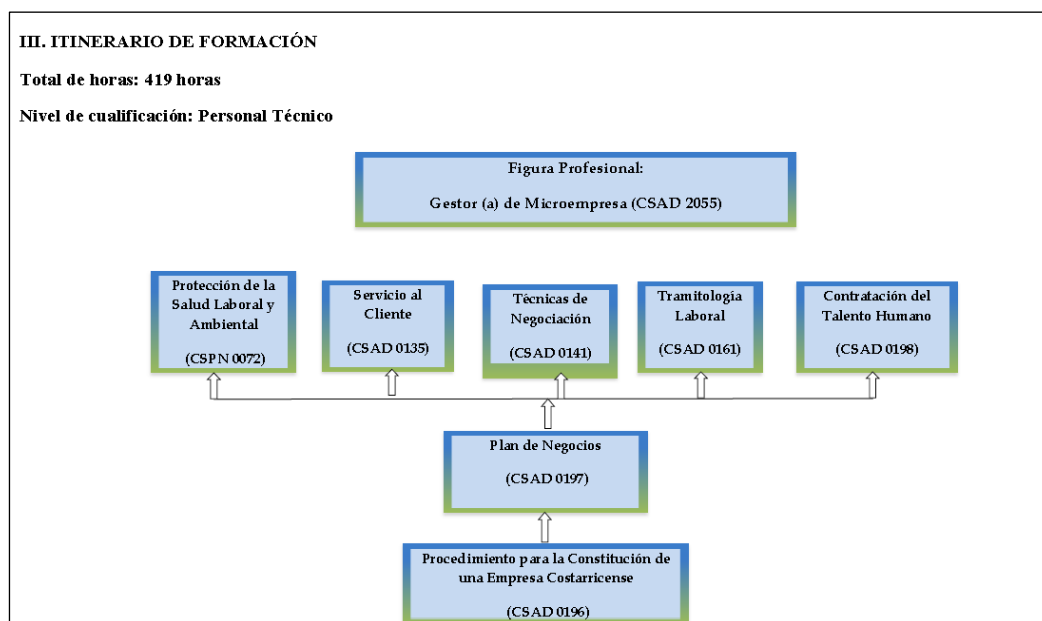 III. ITINERARIO DE FORMACIÓN
Total de horas: 419 horas
Nivel de cualificación: Personal Técnico
Figura Profesional:
Gestor (a) de Microempresa (CSAD 2055)
Protección de la
Salud Laboral y
Ambiental
(CSPN 0072)
Servicio al
Cliente
(CSAD 0135)
Técnicas de
Negociación
(CSAD 0141)
Tramitología
Laboral
(CSAD 0161)
Contratación del
Talento Humano
(CSAD 0198)
Plan de Negocios
(CSAD 0197)
Procedimiento para la Constitución de
una Empresa Costarricense
(CSAD 0196)